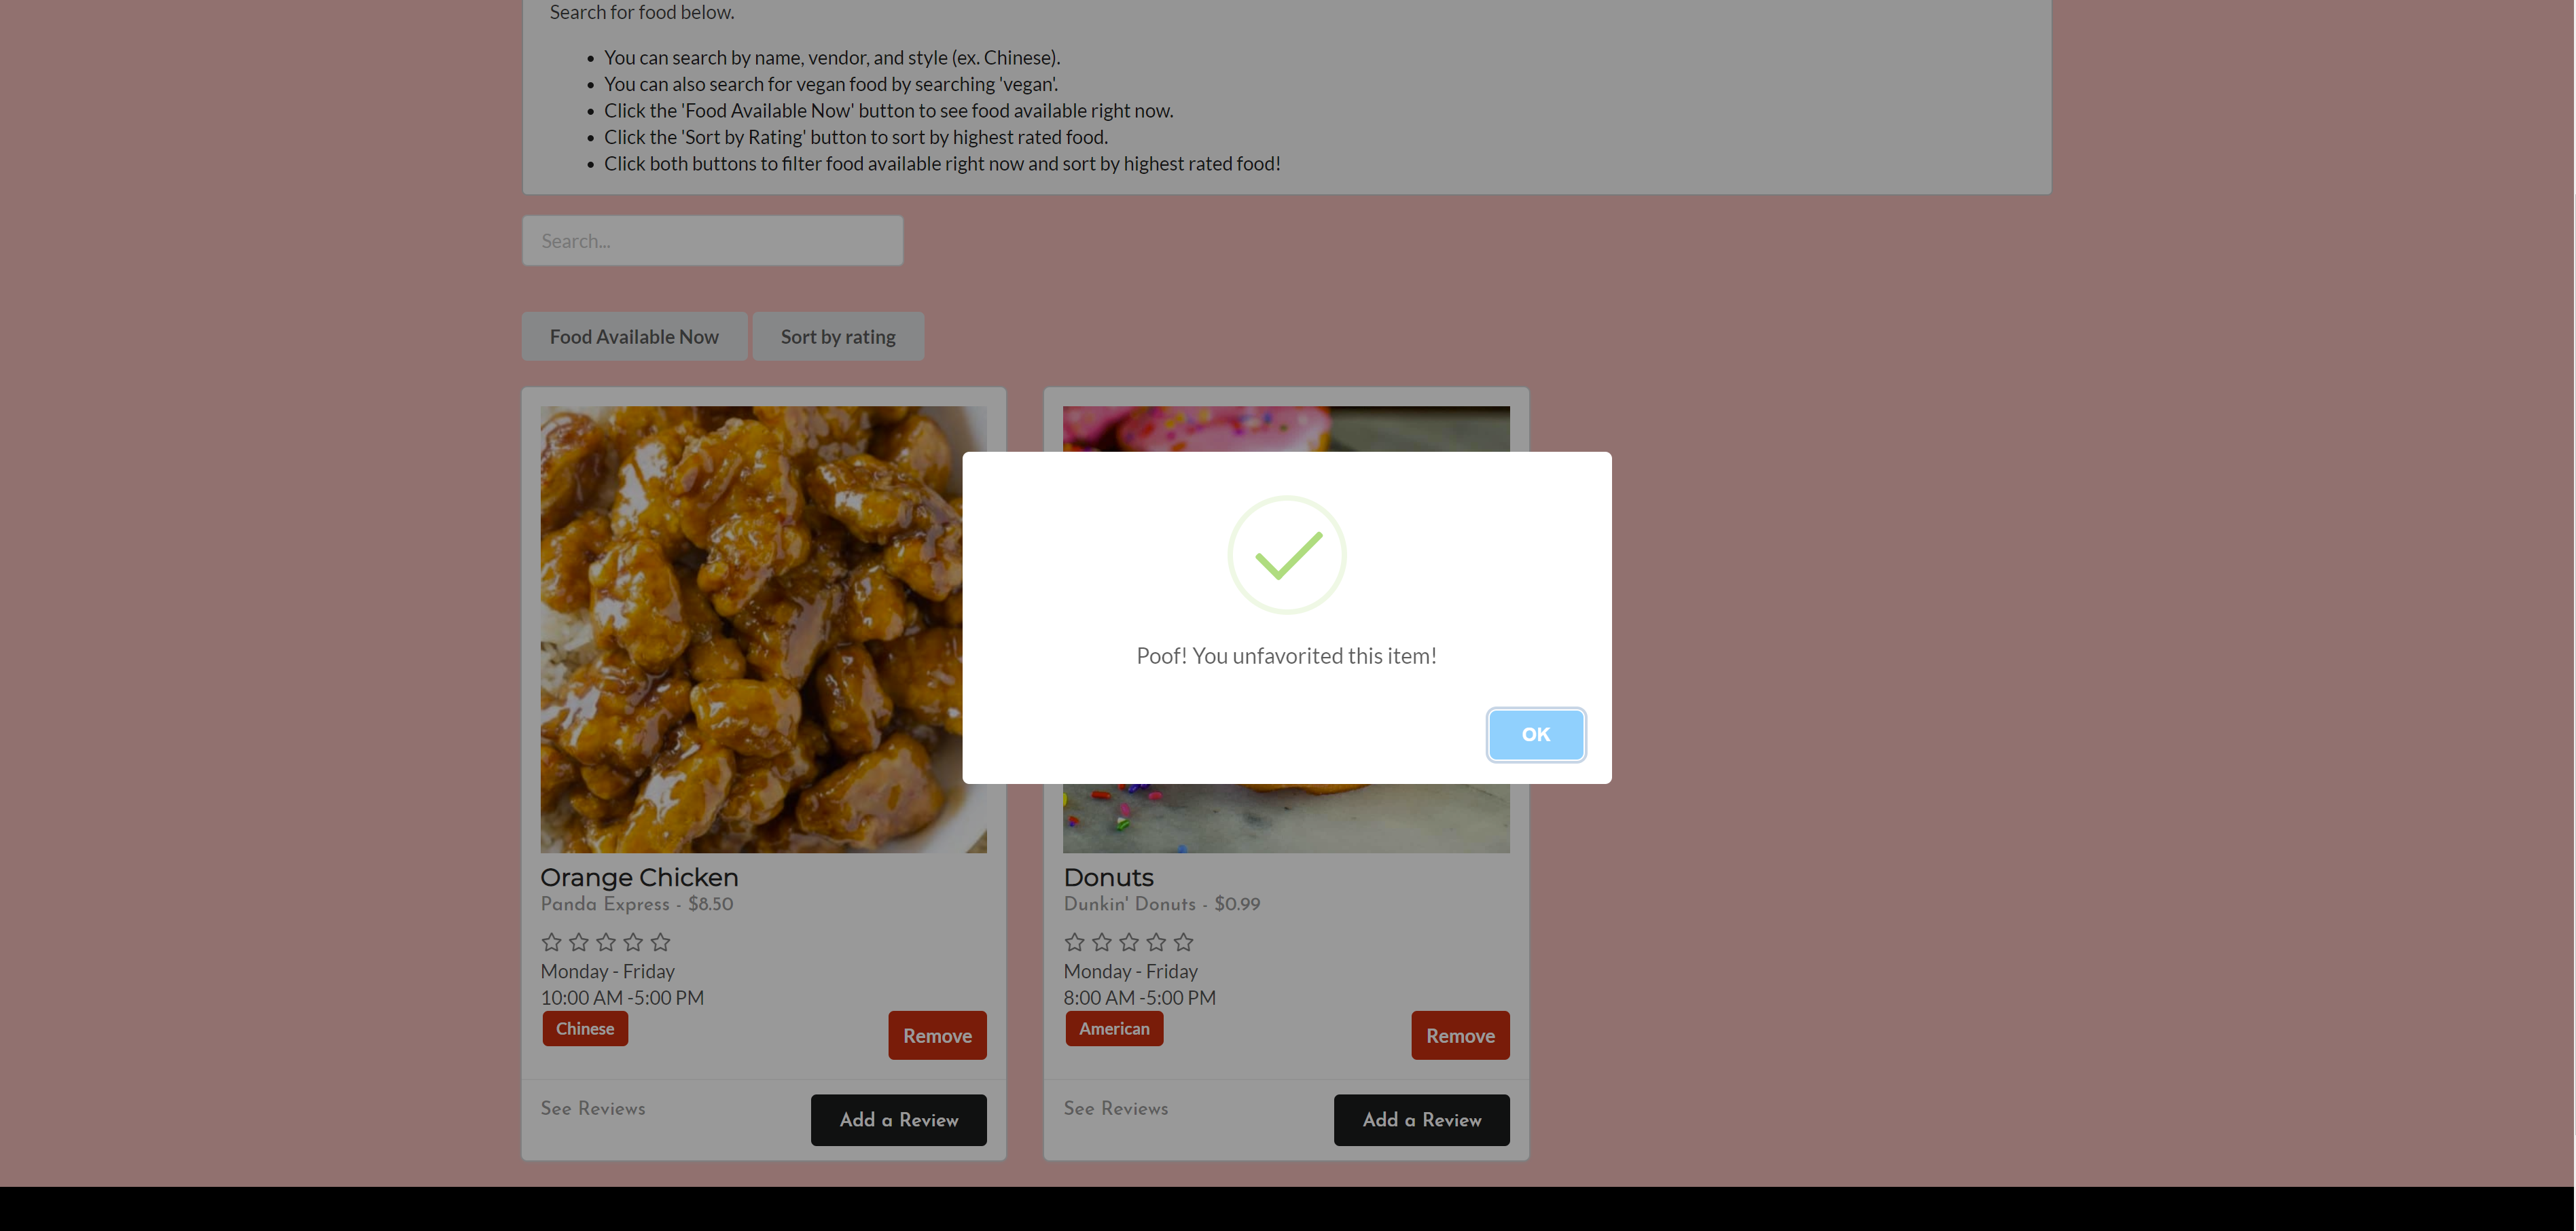 Search for food below.
You can search by name, vendor, and style (ex. Chinese).
You can also search for vegan food by searching 'vegan'.
Click the 'Food Available Now' button to see food available right now.
Click the 'Sort by Rating' button to sort by highest rated food.
Click both buttons to filter food available right now and sort by highest rated food!
Search...
Food Available Now
Sort by rating
Poof! You unfavorited this item!
OK
Orange Chicken
Panda Express - $8.50
Monday - Friday
10:00 AM -5:00 PM
Chinese
Remove
See Reviews
Add a Review
Donuts
Dunkin' Donuts - $0.99
Monday - Friday
8:00 AM -5:00 PM
American
Remove
See Reviews
Add a Review